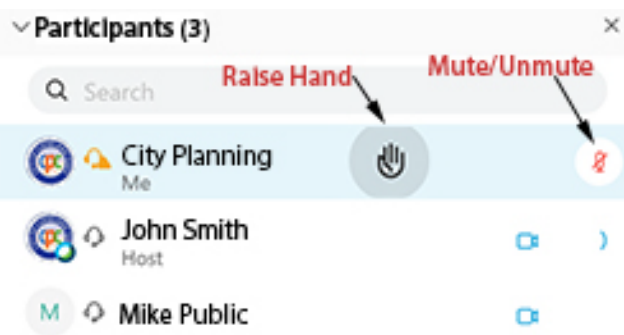 Participants (3)
Raise Hand
Mute/Unmute
Search
City Planning
Me
John Smith
Host
M
Mike Public